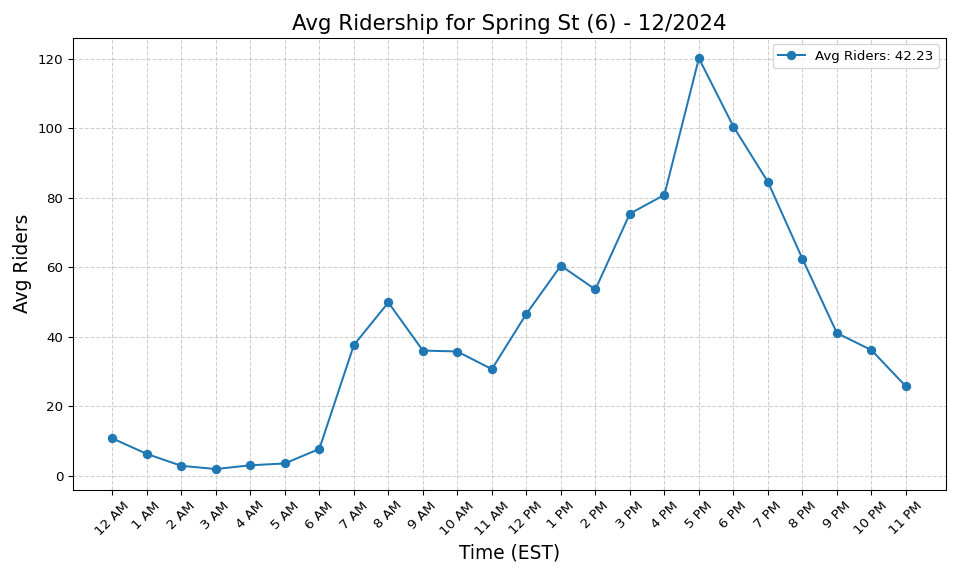 Avg Ridership for Spring St (6) - 12/2024
Avg Riders: 42.23
Avg Riders
120
100
80
60
40
20
0
12 AM
1 AM
2 AM
3 AM
4 AM
5 AM
6 AM
7 AM
8 AM
9 AM
10 AM
11 AM
12 PM
1 PM
2 PM
3 PM
4 PM
5 PM
6 PM
7 PM
8 PM
9 PM
10 PM
11 PM
Time (EST)